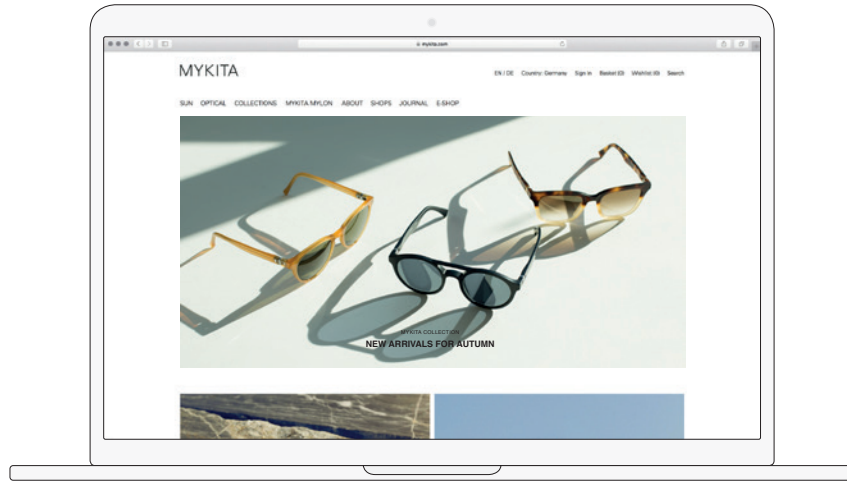 mykita.com
MYKITA
EN / DE Country: Germany Sign in Basket (0) Wishlist (0) Search
SUN OPTICAL COLLECTIONS MYKITA MYLON ABOUT SHOPS JOURNAL E-SHOP
MYKITA COLLECTION
NEW ARRIVALS FOR AUTUMN